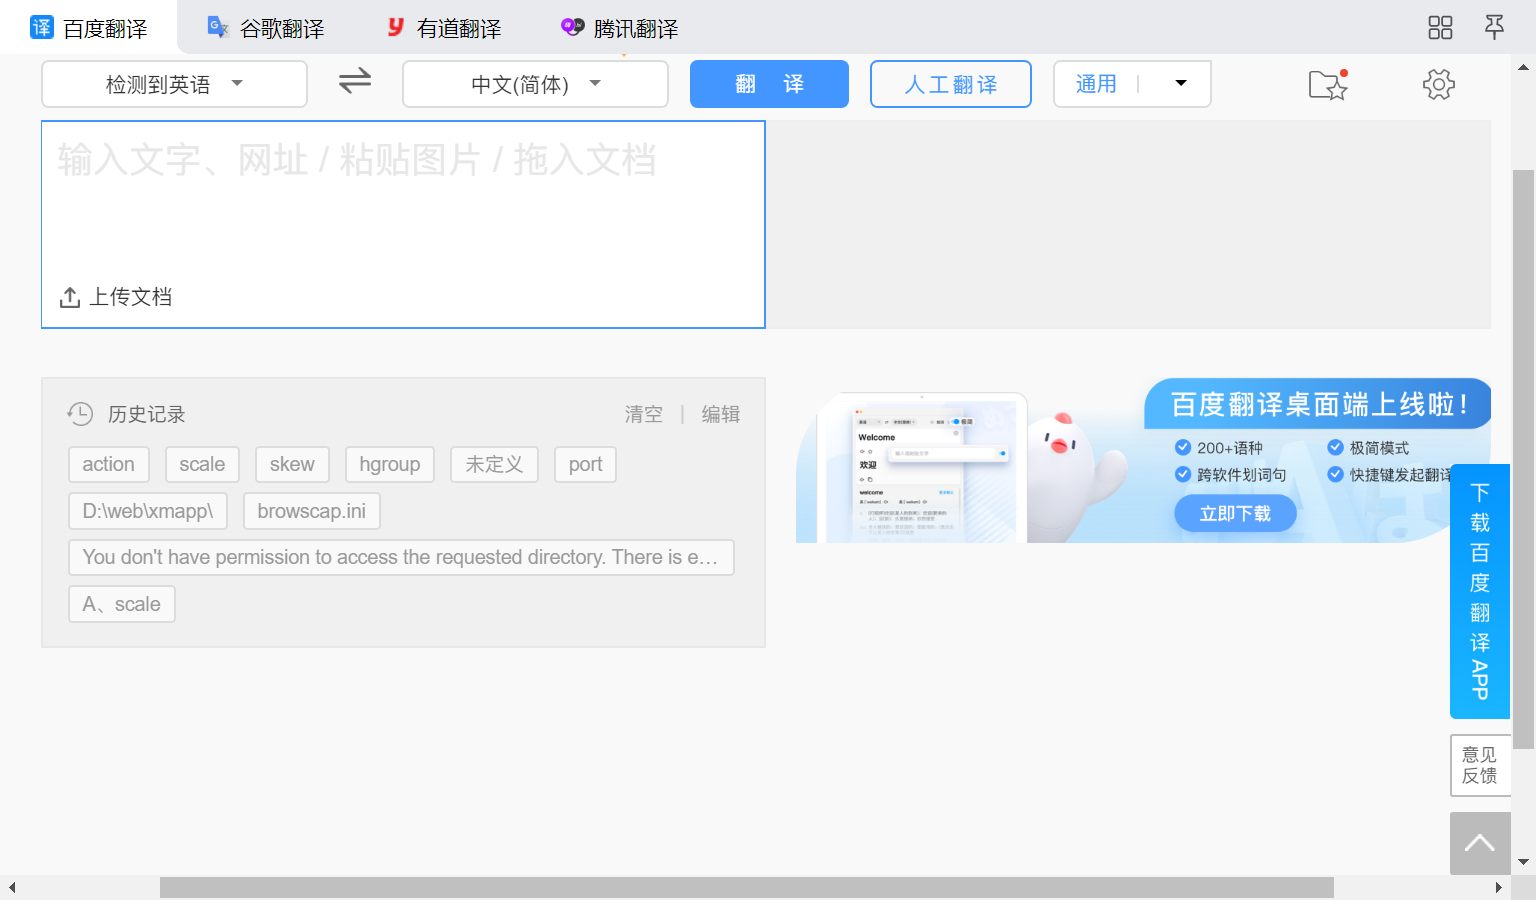 百度翻译
谷歌翻译
有道翻译
腾讯翻译
检测到英语
中文(简体)
翻 译
人工翻译
通用
输入文字、网址 / 粘贴图片 / 拖入文档
上传文档
历史记录
清空 | 编辑
action
scale
skew
hgroup
未定义
port
D:\web\xmapp\
browscap.ini
You don't have permission to access the requested directory. There is e...
A、scale
Welcome
欢迎
welcome
百度翻译桌面端上线啦！
200+语种
极简模式
跨软件划词句
快捷键发起翻译
立即下载
下载百度翻译APP
意见
反馈